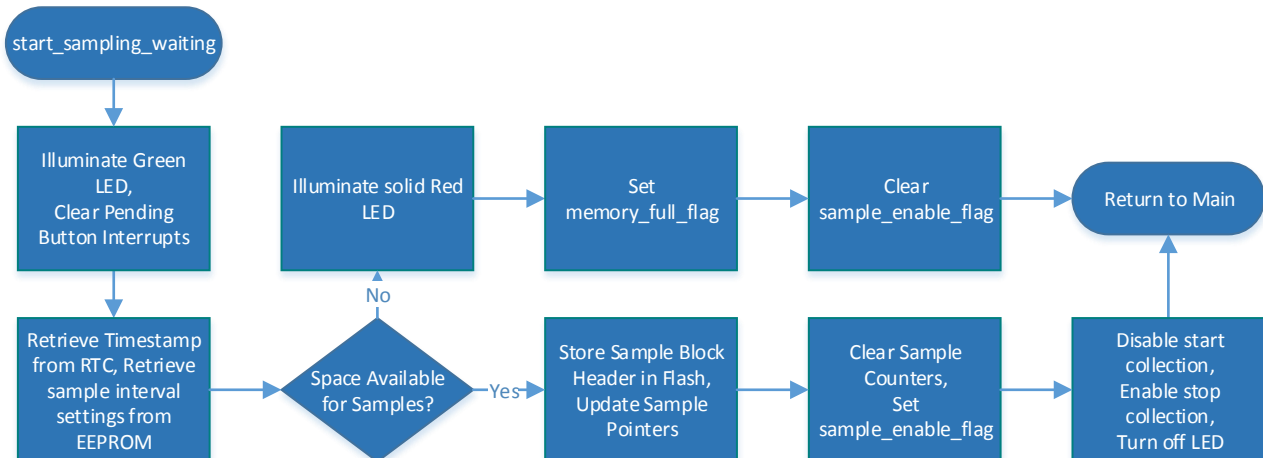 start_sampling_waiting
Illuminate Green
LED,
Clear Pending
Button Interrupts
Illuminate solid Red
LED
Set
memory_full_flag
Clear
sample_enable_flag
Return to Main
No
Retrieve Timestamp
from RTC, Retrieve
sample interval
settings from
EEPROM
Space Available
for Samples?
Yes
Store Sample Block
Header in Flash,
Update Sample
Pointers
Clear Sample
Counters,
Set
sample_enable_flag
Disable start
collection,
Enable stop
collection,
Turn off LED